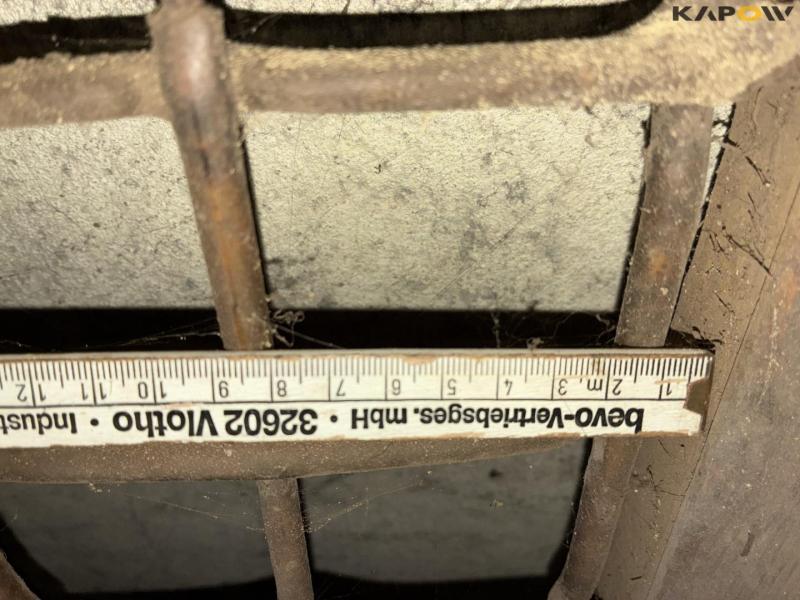 KAPOW
1 2 m. 3 4 5 6 7 8 9 10 11 12
bevo-Vertriebsges. mbH · 32602 Vlotho · Indust